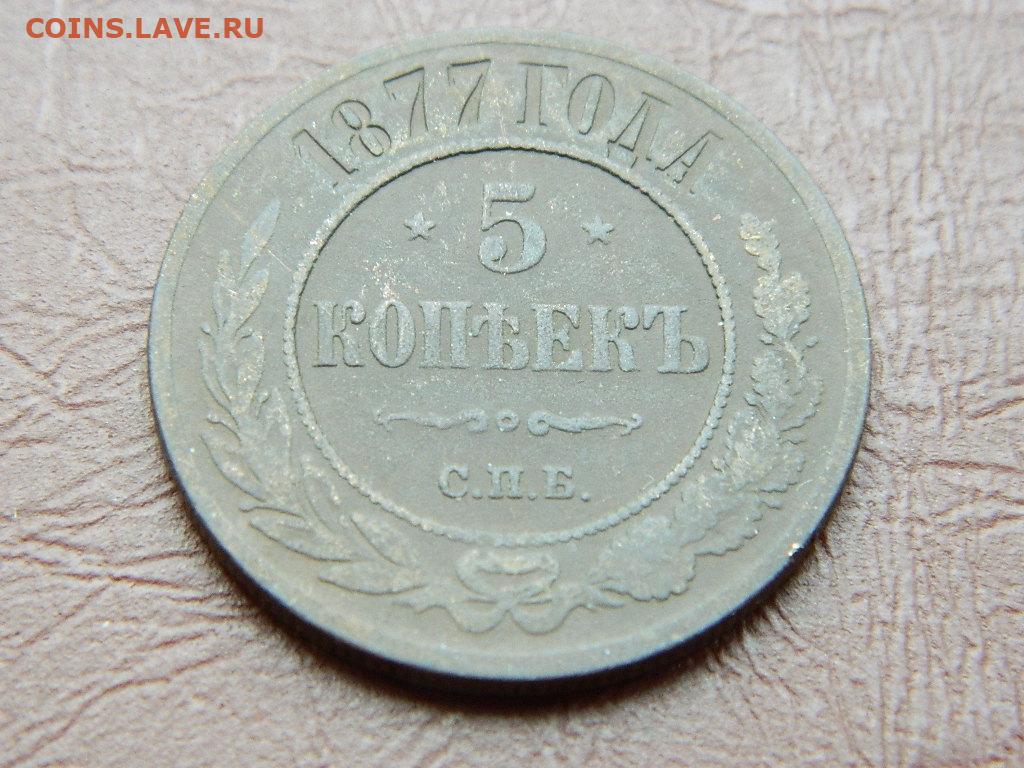 COINS.LAVE.RU
1877 ГОДА
5
КОПѢЕКЪ
С.П.Б.